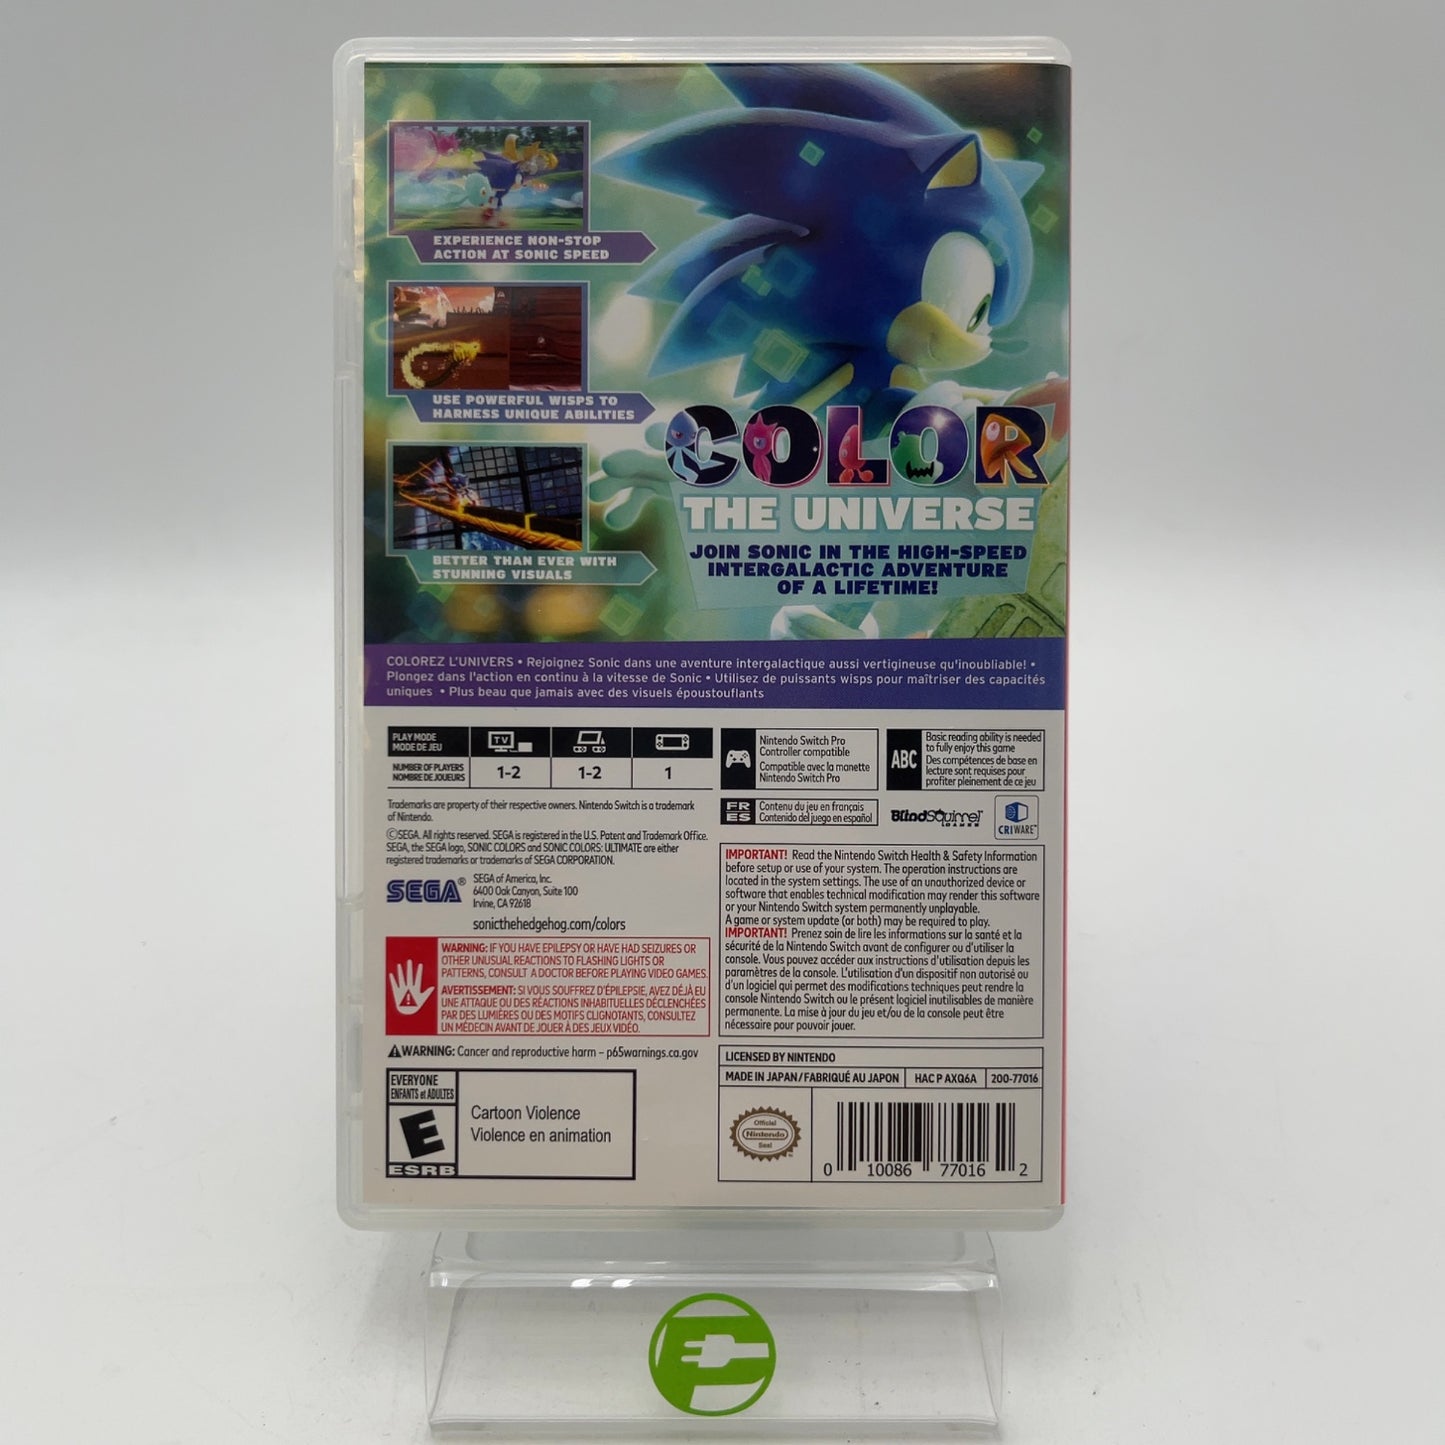 EXPERIENCE NON-STOP
ACTION AT SONIC SPEED
USE POWERFUL WISPS TO
HARNESS UNIQUE ABILITIES
BETTER THAN EVER WITH
STUNNING VISUALS
COLOR
THE UNIVERSE
JOIN SONIC IN THE HIGH-SPEED
INTERGALACTIC ADVENTURE
OF A LIFETIME!
COLOREZ L'UNIVERS • Rejoignez Sonic dans une aventure intergalactique aussi vertigineuse qu'inoubliable! •
Plongez dans l'action en continu à la vitesse de Sonic • Utilisez de puissants wisps pour maîtriser des capacités
uniques • Plus beau que jamais avec des visuels époustouflants
PLAY MODE
MODE DE JEU
TV
NUMBER OF PLAYERS
NOMBRE DE JOUEURS
1-2
1-2
1
Nintendo Switch Pro
Controller compatible
Compatible avec la manette
Nintendo Switch Pro
ABC
Basic reading ability is needed
to fully enjoy this game
Des compétences de base en
lecture sont requises pour
profiter pleinement de ce jeu
FR
ES
Contenu du jeu en français
Contenido del juego en español
BlindSquirrel
GAMES
CRIWARE™
Trademarks are property of their respective owners. Nintendo Switch is a trademark
of Nintendo.
©SEGA. All rights reserved. SEGA is registered in the U.S. Patent and Trademark Office.
SEGA, the SEGA logo, SONIC COLORS and SONIC COLORS: ULTIMATE are either
registered trademarks or trademarks of SEGA CORPORATION.
SEGA®
SEGA of America, Inc.
6400 Oak Canyon, Suite 100
Irvine, CA 92618
sonicthehedgehog.com/colors
WARNING: IF YOU HAVE EPILEPSY OR HAVE HAD SEIZURES OR
OTHER UNUSUAL REACTIONS TO FLASHING LIGHTS OR
PATTERNS, CONSULT A DOCTOR BEFORE PLAYING VIDEO GAMES.
AVERTISSEMENT: SI VOUS SOUFFREZ D'ÉPILEPSIE, AVEZ DÉJÀ EU
UNE ATTAQUE OU DES RÉACTIONS INHABITUELLES DÉCLENCHÉES
PAR DES LUMIÈRES OU DES MOTIFS CLIGNOTANTS, CONSULTEZ
UN MÉDECIN AVANT DE JOUER À DES JEUX VIDÉO.
WARNING: Cancer and reproductive harm – p65warnings.ca.gov
EVERYONE
ENFANTS et ADULTES
E
ESRB
Cartoon Violence
Violence en animation
IMPORTANT! Read the Nintendo Switch Health & Safety Information
before setup or use of your system. The operation instructions are
located in the system settings. The use of an unauthorized device or
software that enables technical modification may render this software
or your Nintendo Switch system permanently unplayable.
A game or system update (or both) may be required to play.
IMPORTANT! Prenez soin de lire les informations sur la santé et la
sécurité de la Nintendo Switch avant de configurer ou d'utiliser la
console. Vous pouvez accéder aux instructions d'utilisation depuis les
paramètres de la console. L'utilisation d'un dispositif non autorisé ou
d'un logiciel qui permet des modifications techniques peut rendre la
console Nintendo Switch ou le présent logiciel inutilisables de manière
permanente. La mise à jour du jeu et/ou de la console peut être
nécessaire pour pouvoir jouer.
LICENSED BY NINTENDO
MADE IN JAPAN/FABRIQUÉ AU JAPON
HAC P AXQ6A
200-77016
Official
Nintendo
Seal
0 10086 77016 2